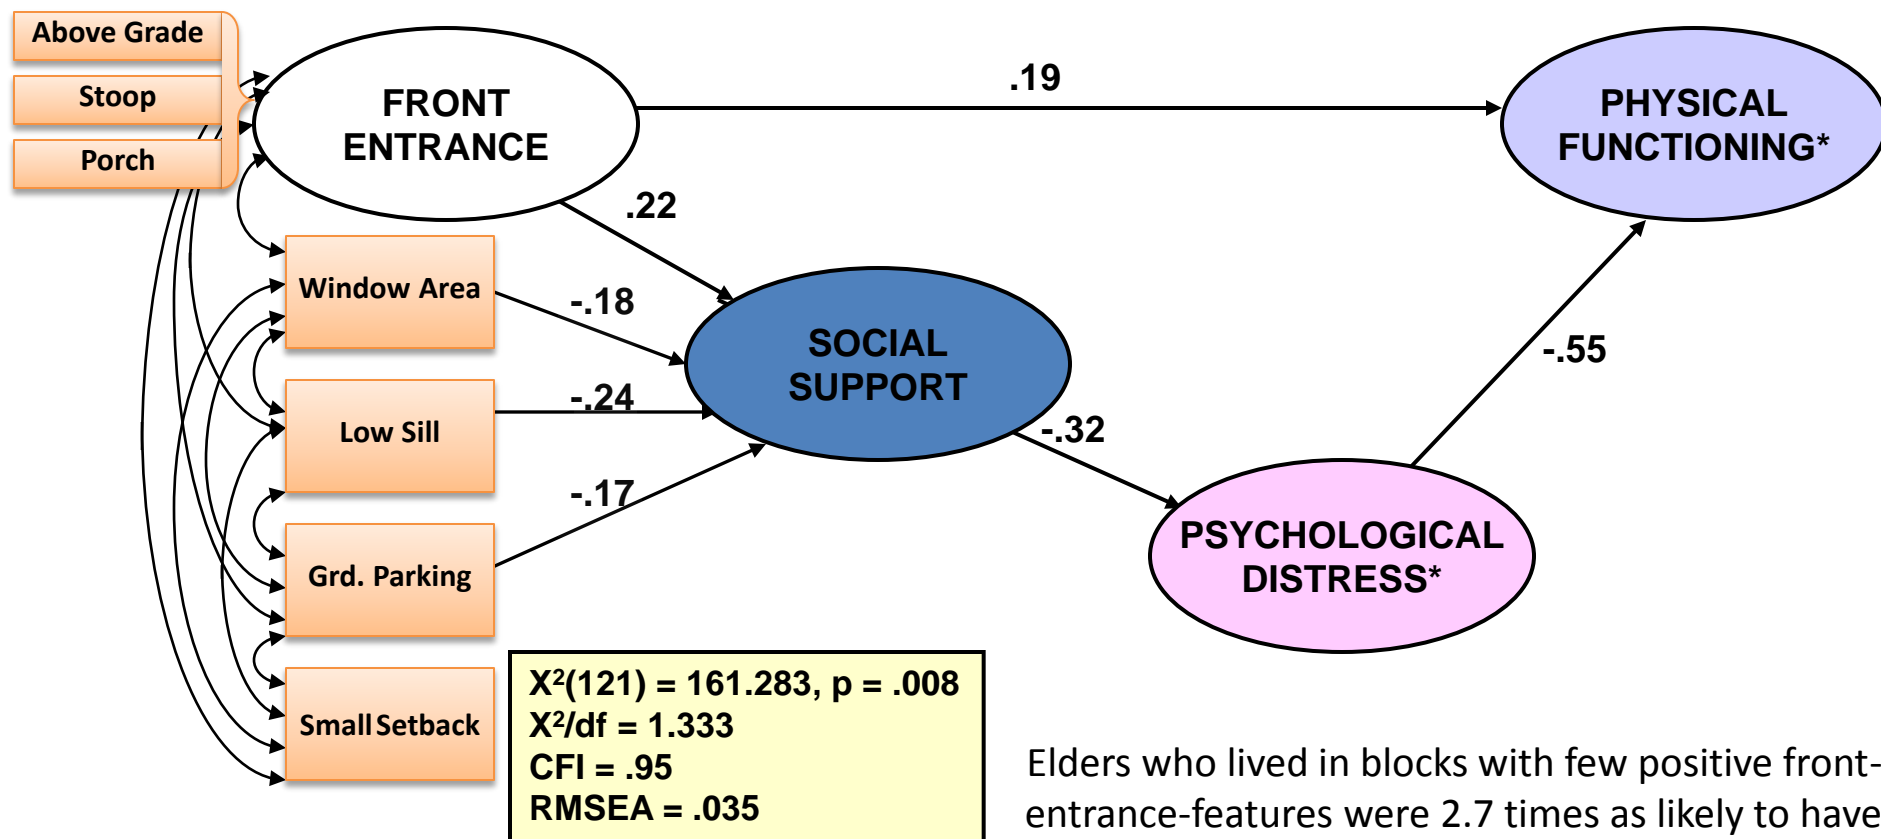 Above Grade
Stoop
Porch
FRONT
ENTRANCE
.19
PHYSICAL
FUNCTIONING*
.22
Window Area
-.18
SOCIAL
SUPPORT
-.55
Low Sill
-.24
-.32
Grd. Parking
-.17
PSYCHOLOGICAL
DISTRESS*
Small Setback
X²(121) = 161.283, p = .008
X²/df = 1.333
CFI = .95
RMSEA = .035
Elders who lived in blocks with few positive front-
entrance-features were 2.7 times as likely to have